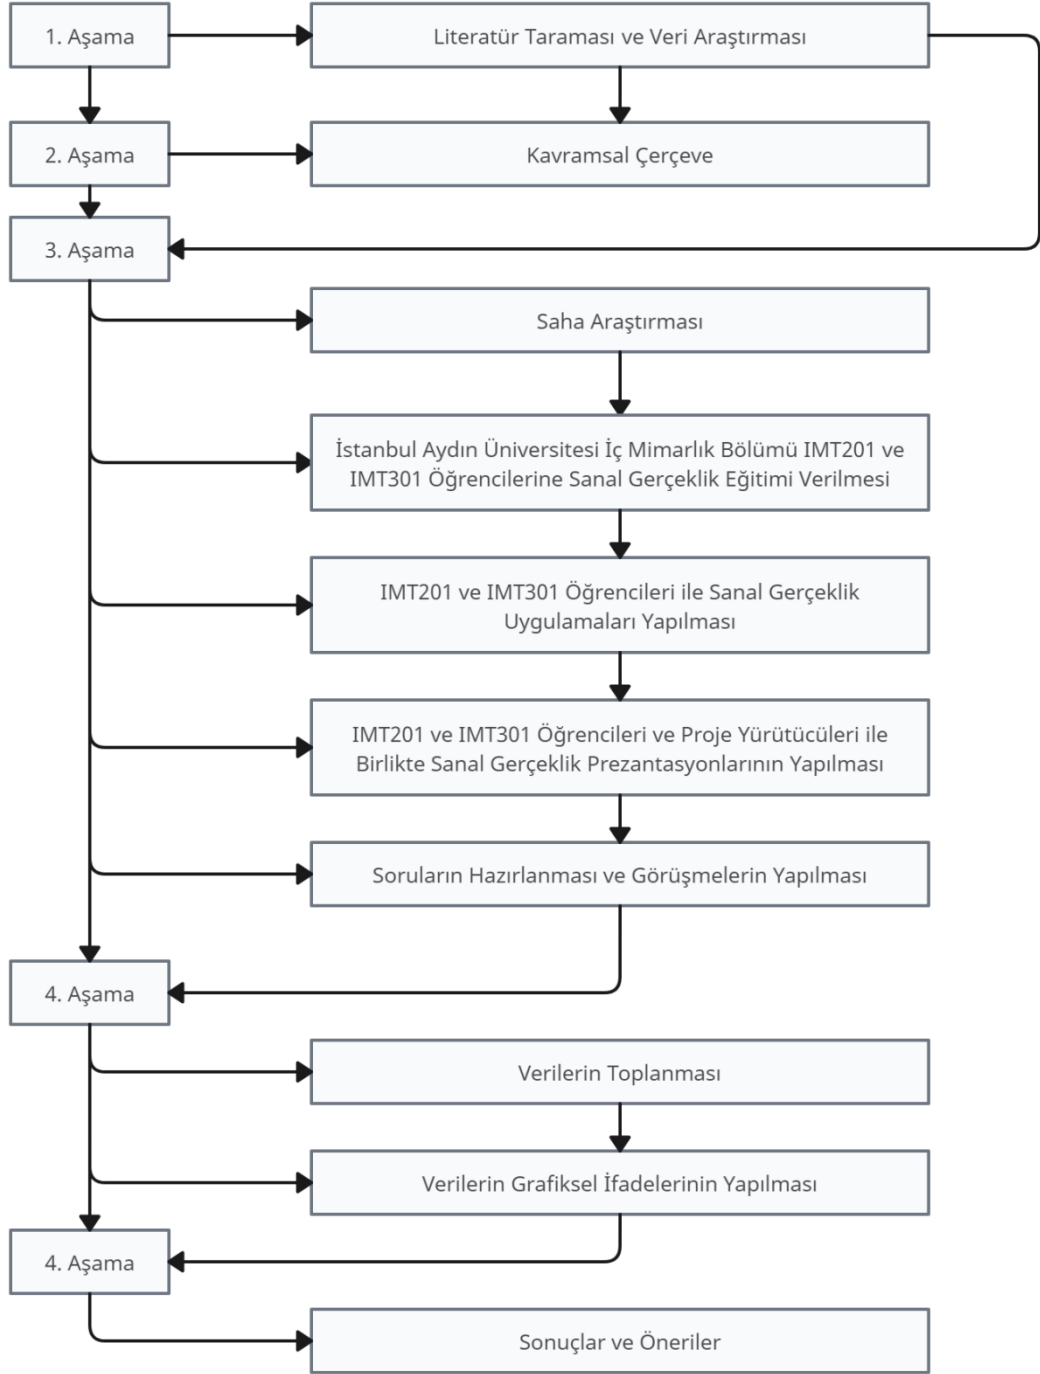 1. Aşama
Literatür Taraması ve Veri Araştırması
2. Aşama
Kavramsal Çerçeve
3. Aşama
Saha Araştırması
İstanbul Aydın Üniversitesi İç Mimarlık Bölümü IMT201 ve
IMT301 Öğrencilerine Sanal Gerçeklik Eğitimi Verilmesi
IMT201 ve IMT301 Öğrencileri ile Sanal Gerçeklik
Uygulamaları Yapılması
IMT201 ve IMT301 Öğrencileri ve Proje Yürütücüleri ile
Birlikte Sanal Gerçeklik Prezantasyonlarının Yapılması
Soruların Hazırlanması ve Görüşmelerin Yapılması
4. Aşama
Verilerin Toplanması
Verilerin Grafiksel İfadelerinin Yapılması
4. Aşama
Sonuçlar ve Öneriler